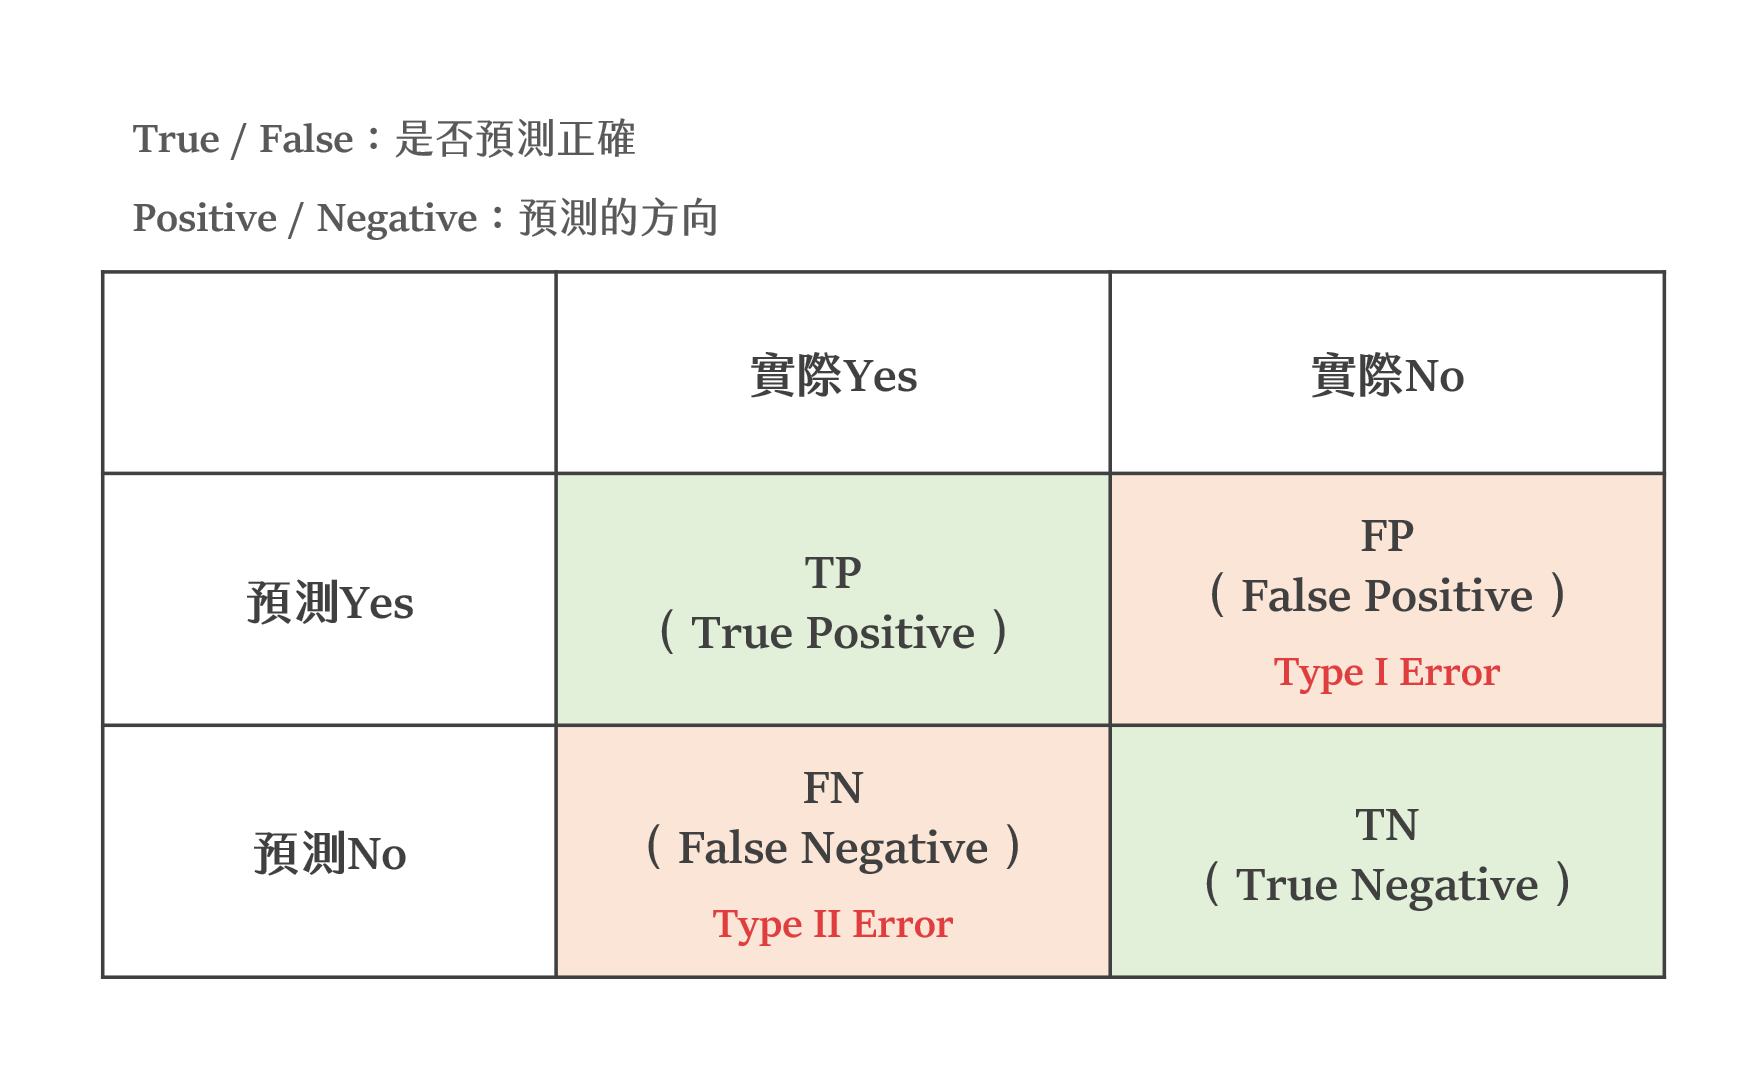 True / False：是否預測正確
Positive / Negative：預測的方向
實際Yes
實際No
預測Yes
TP
（ True Positive ）
FP
（ False Positive ）
Type I Error
預測No
FN
（ False Negative ）
Type II Error
TN
（ True Negative ）